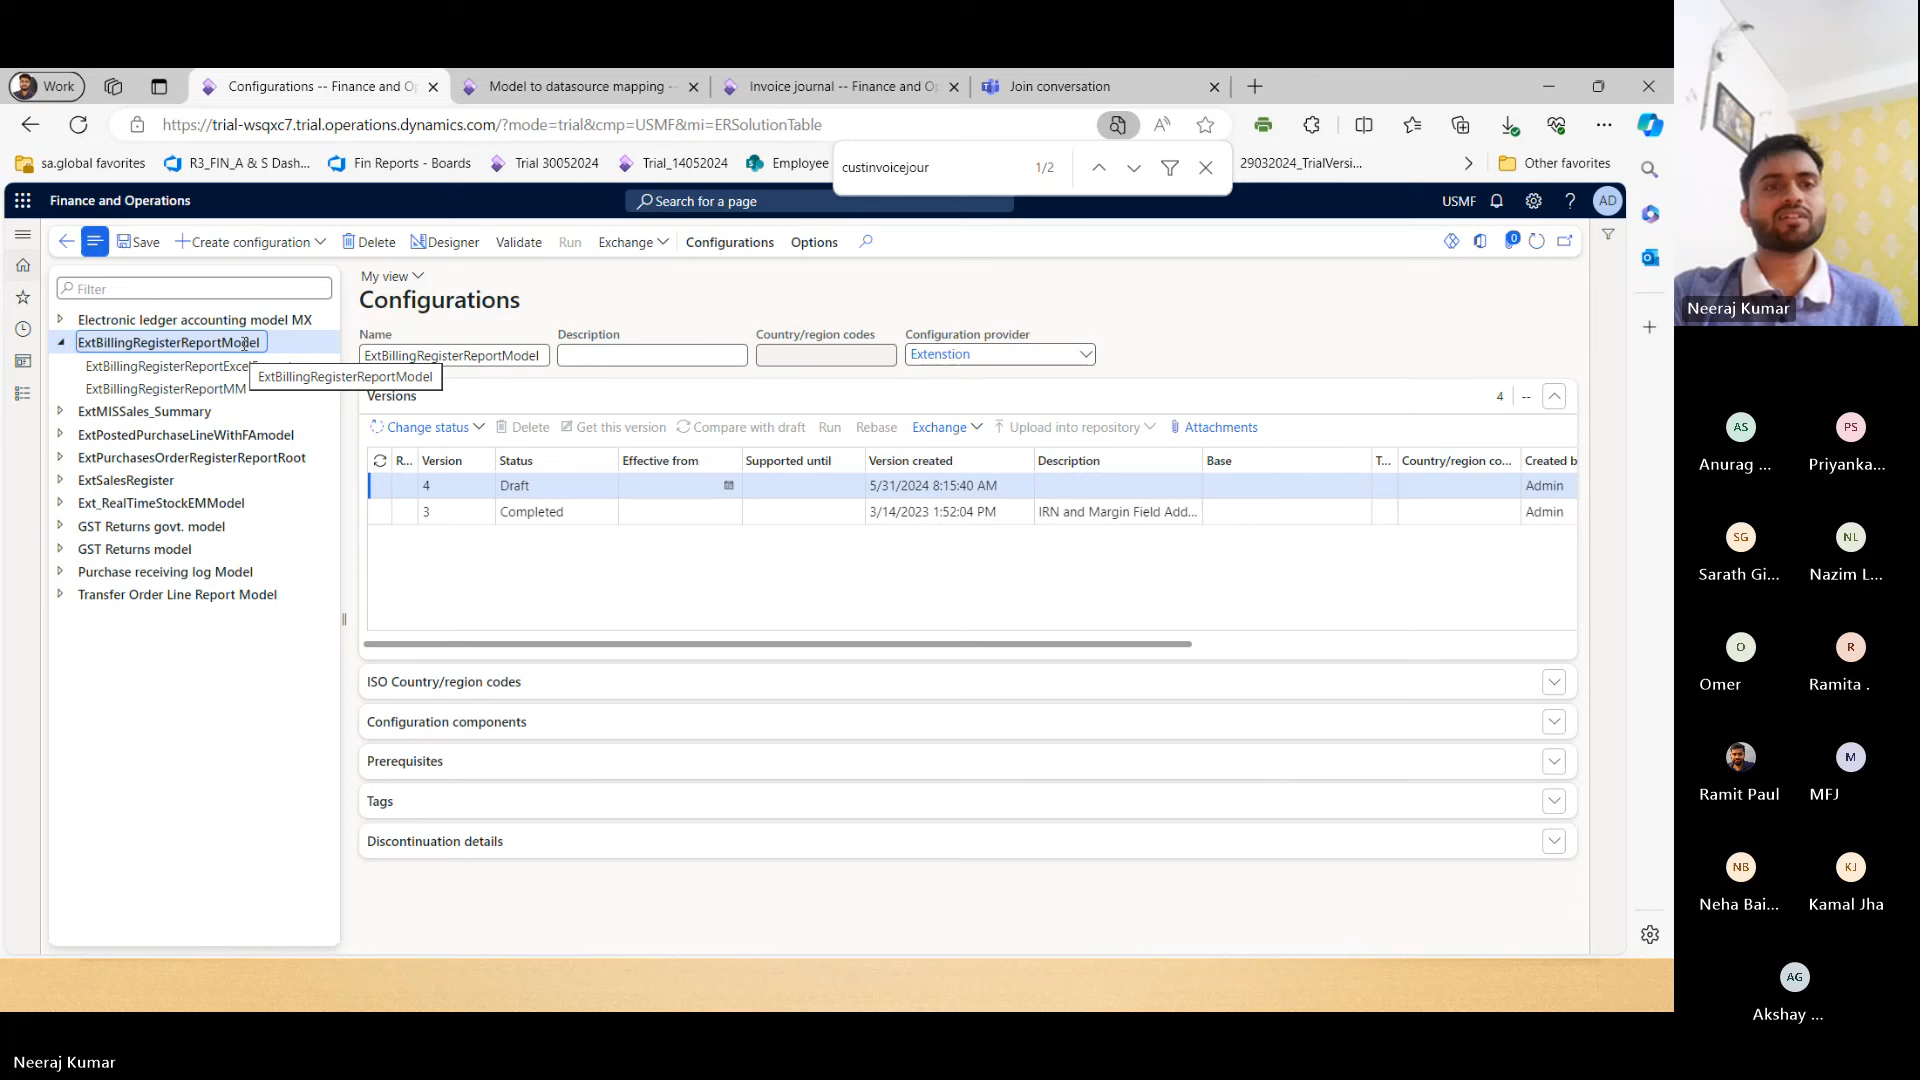 Work
Configurations -- Finance and Op
Model to datasource mapping --
Invoice journal -- Finance and Op
Join conversation
https://trial-wsqxc7.trial.operations.dynamics.com/?mode=trial&cmp=USMF&mi=ERSolutionTable
sa.global favorites
R3_FIN_A & S Dash...
Fin Reports - Boards
Trial 30052024
Trial_14052024
Employee
custinvoicejour
1/2
29032024_TrialVersi...
Other favorites
Finance and Operations
Search for a page
USMF
AD
Save
Create configuration
Delete
Designer
Validate
Run
Exchange
Configurations
Options
0
Filter
Electronic ledger accounting model MX
ExtBillingRegisterReportModel
ExtBillingRegisterReportExce
ExtBillingRegisterReportModel
ExtBillingRegisterReportMM
ExtMISSales_Summary
ExtPostedPurchaseLineWithFAmodel
ExtPurchasesOrderRegisterReportRoot
ExtSalesRegister
Ext_RealTimeStockEMModel
GST Returns govt. model
GST Returns model
Purchase receiving log Model
Transfer Order Line Report Model
My view
Configurations
Name
Description
Country/region codes
Configuration provider
ExtBillingRegisterReportModel
Extenstion
Versions
4
--
Change status
Delete
Get this version
Compare with draft
Run
Rebase
Exchange
Upload into repository
Attachments
R...
Version
Status
Effective from
Supported until
Version created
Description
Base
T...
Country/region co...
Created b
4
Draft
5/31/2024 8:15:40 AM
Admin
3
Completed
3/14/2023 1:52:04 PM
IRN and Margin Field Add...
Admin
ISO Country/region codes
Configuration components
Prerequisites
Tags
Discontinuation details
Neeraj Kumar
AS
PS
Anurag ...
Priyanka...
SG
NL
Sarath Gi...
Nazim L...
O
R
Omer
Ramita .
M
Ramit Paul
MFJ
NB
KJ
Neha Bai...
Kamal Jha
AG
Akshay ...
Neeraj Kumar